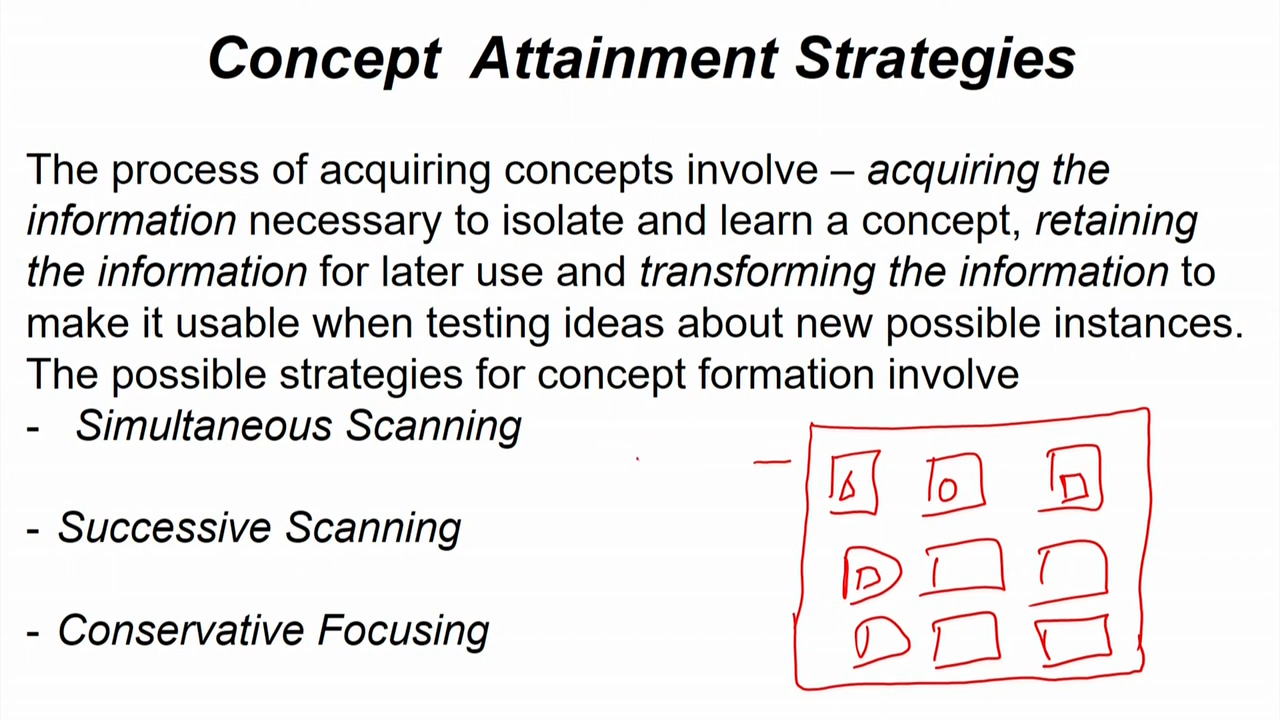 Concept Attainment Strategies
The process of acquiring concepts involve – acquiring the
information necessary to isolate and learn a concept, retaining
the information for later use and transforming the information to
make it usable when testing ideas about new possible instances.
The possible strategies for concept formation involve
- Simultaneous Scanning
- Successive Scanning
- Conservative Focusing